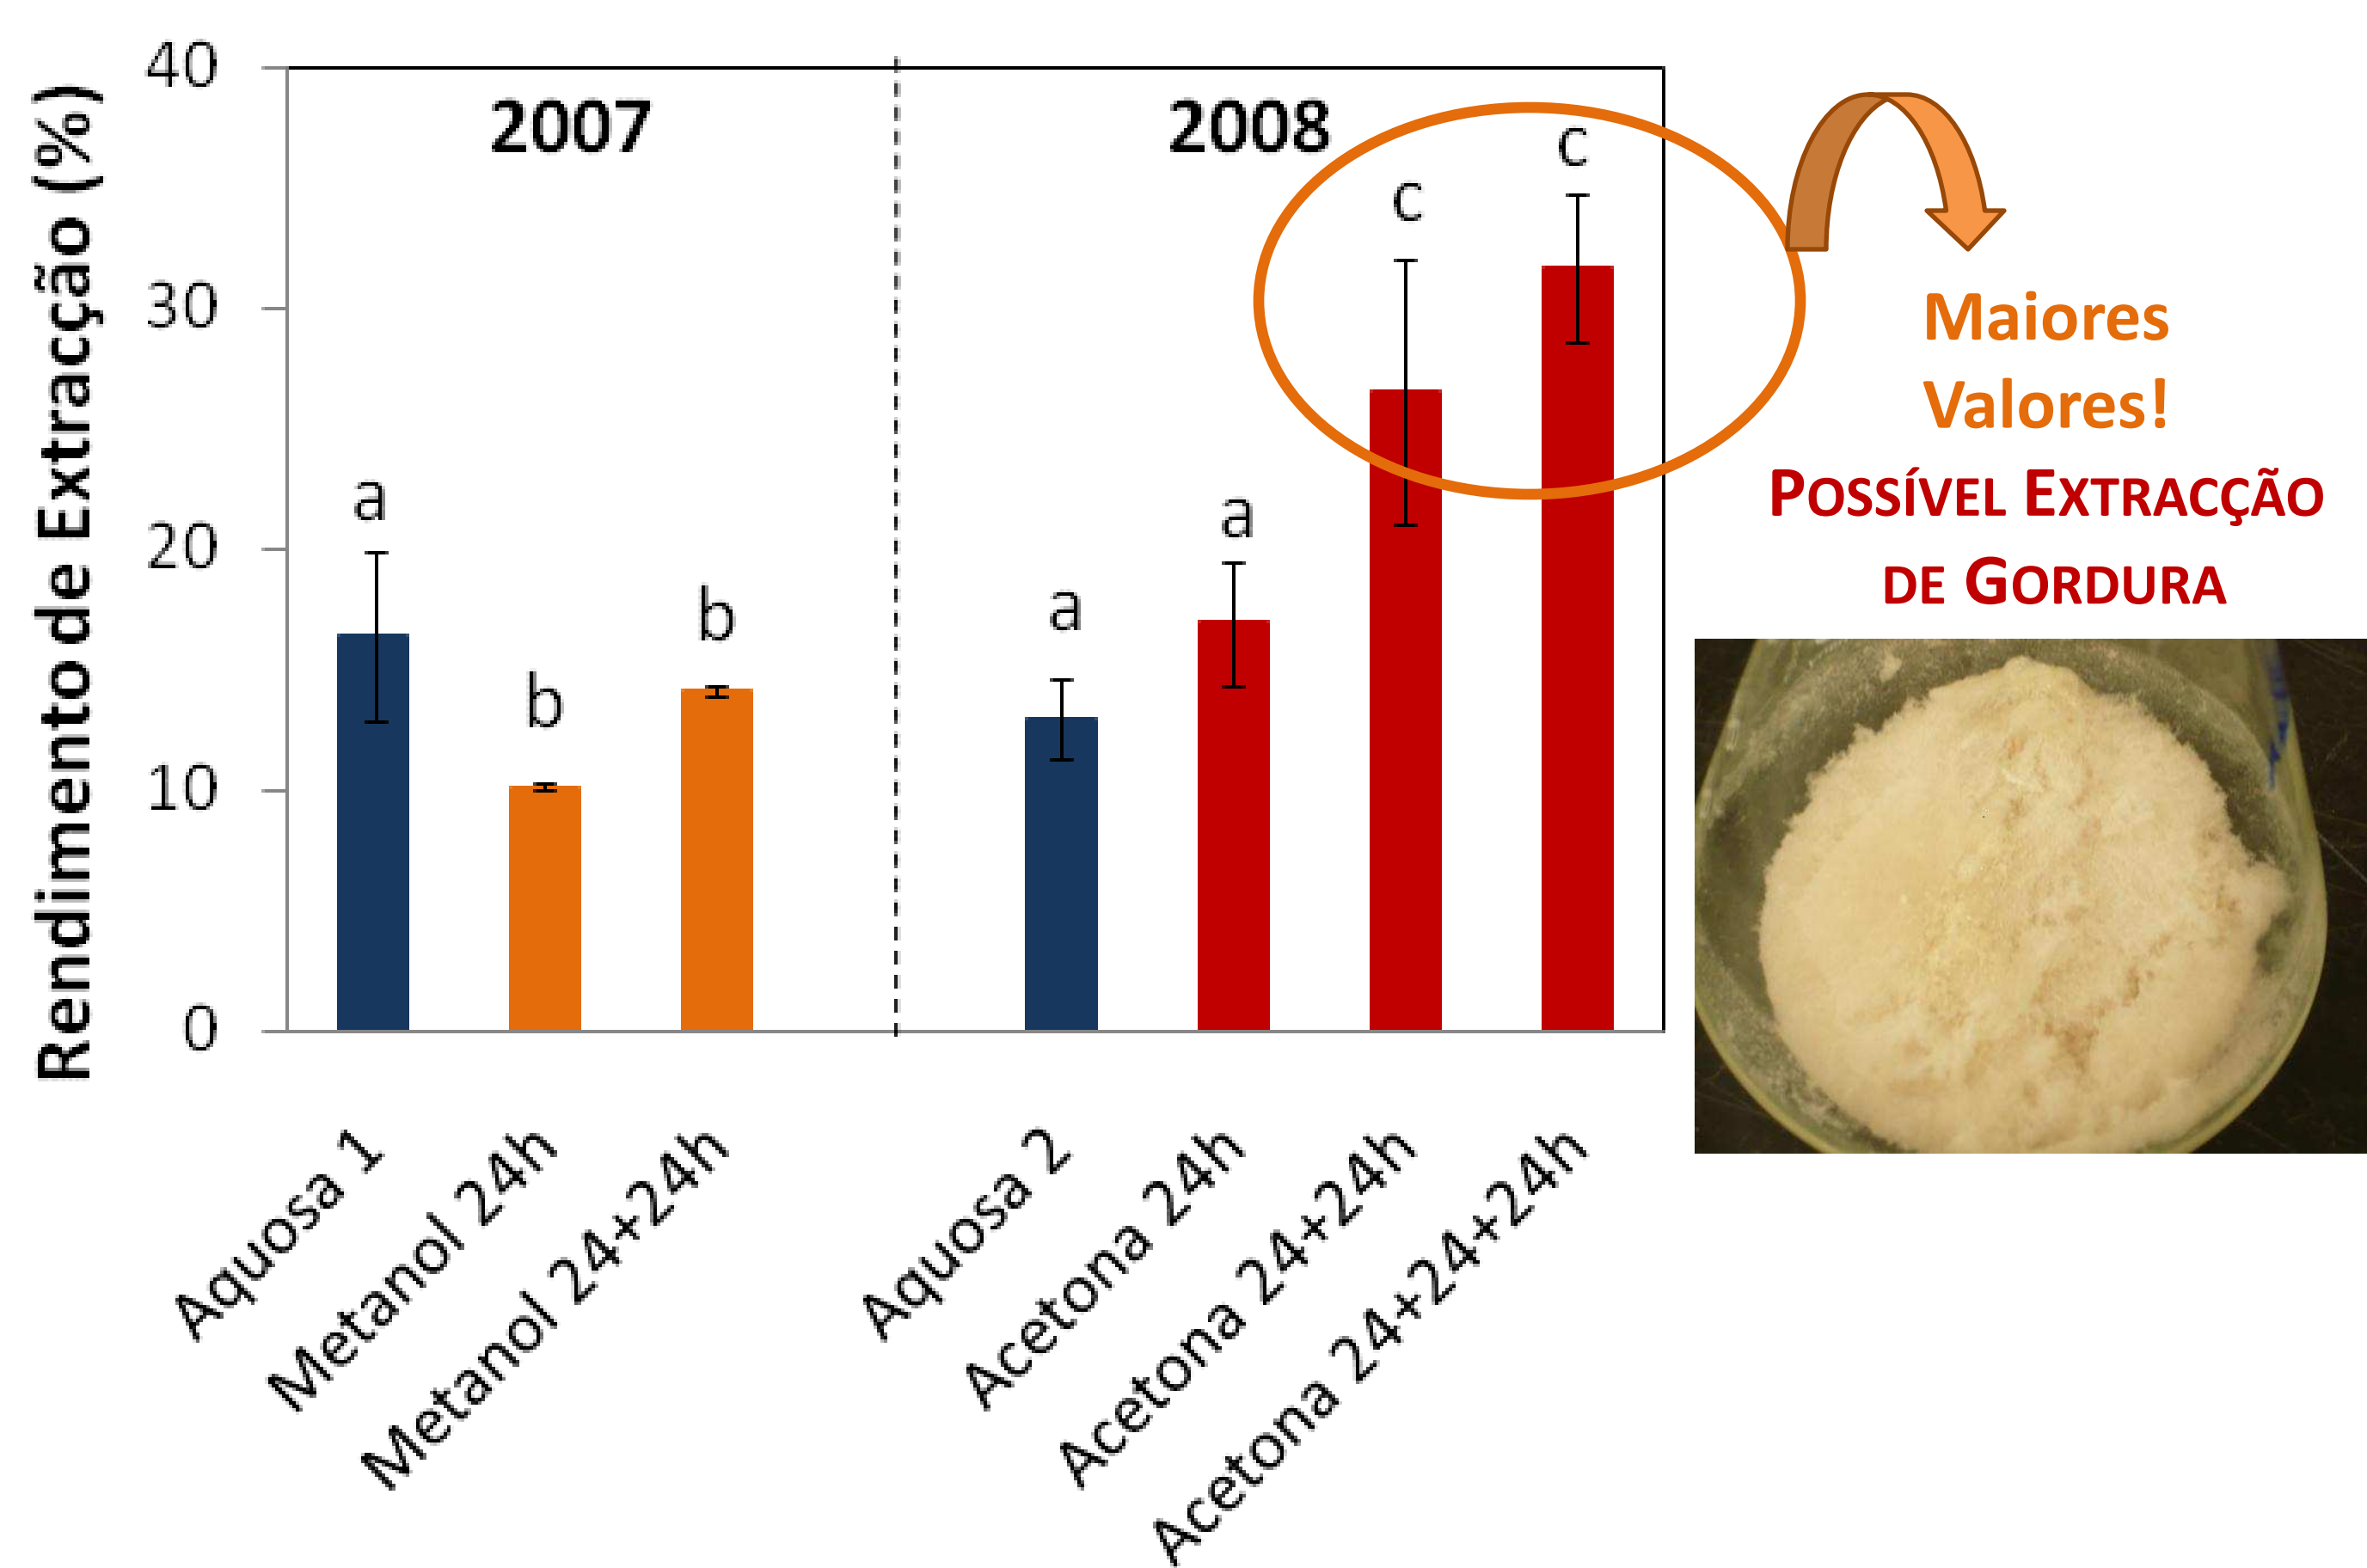 Rendimento de Extracção (%)
40
30
20
10
0
2007
2008
a
b
b
a
a
c
c
Aquosa 1
Metanol 24h
Metanol 24+24h
Aquosa 2
Acetona 24h
Acetona 24+24h
Acetona 24+24+24h
Maiores
Valores!
POSSÍVEL EXTRACÇÃO
DE GORDURA